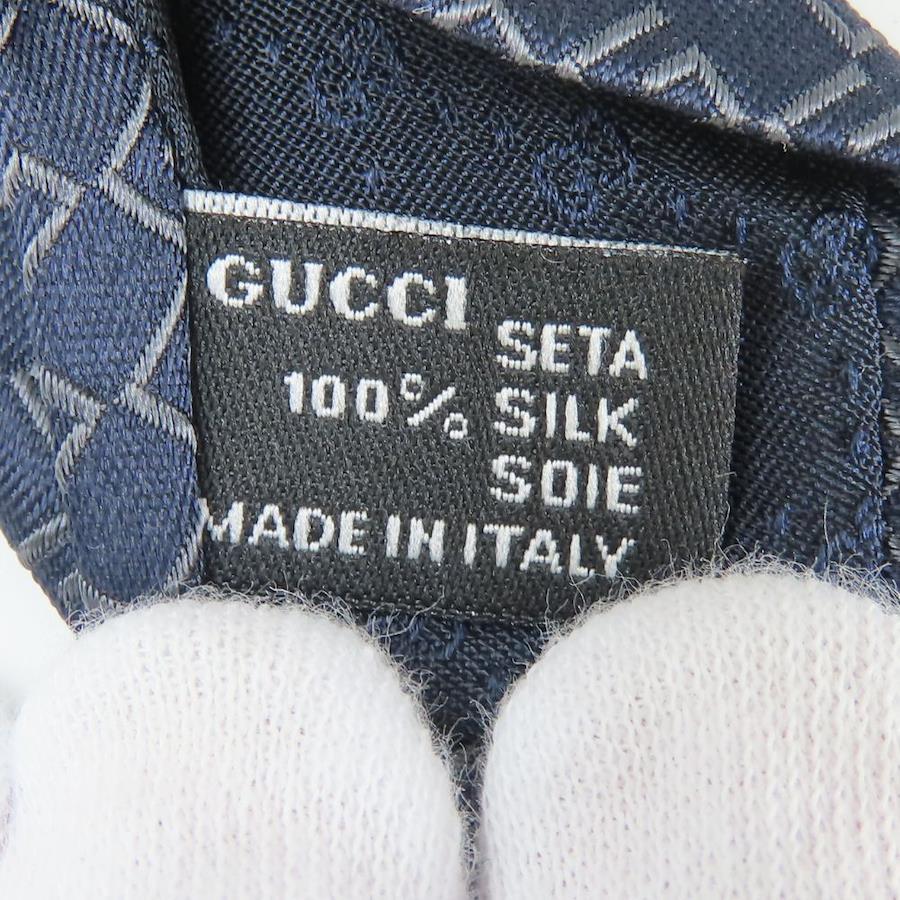 GUCCI
SETA
100% SILK
SOIE
MADE IN ITALY